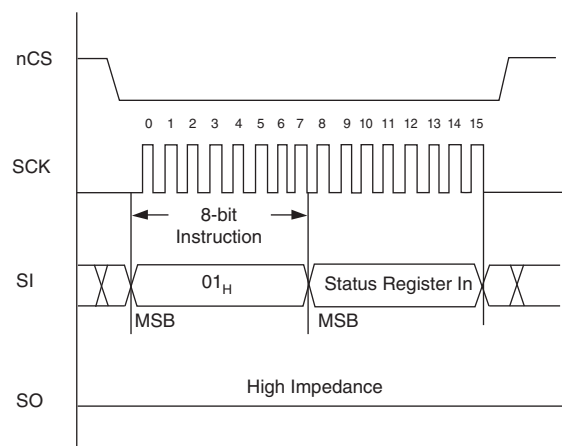 nCS
0 1 2 3 4 5 6 7 8 9 10 11 12 13 14 15
SCK
8-bit
Instruction
SI
01H
Status Register In
MSB
MSB
High Impedance
SO